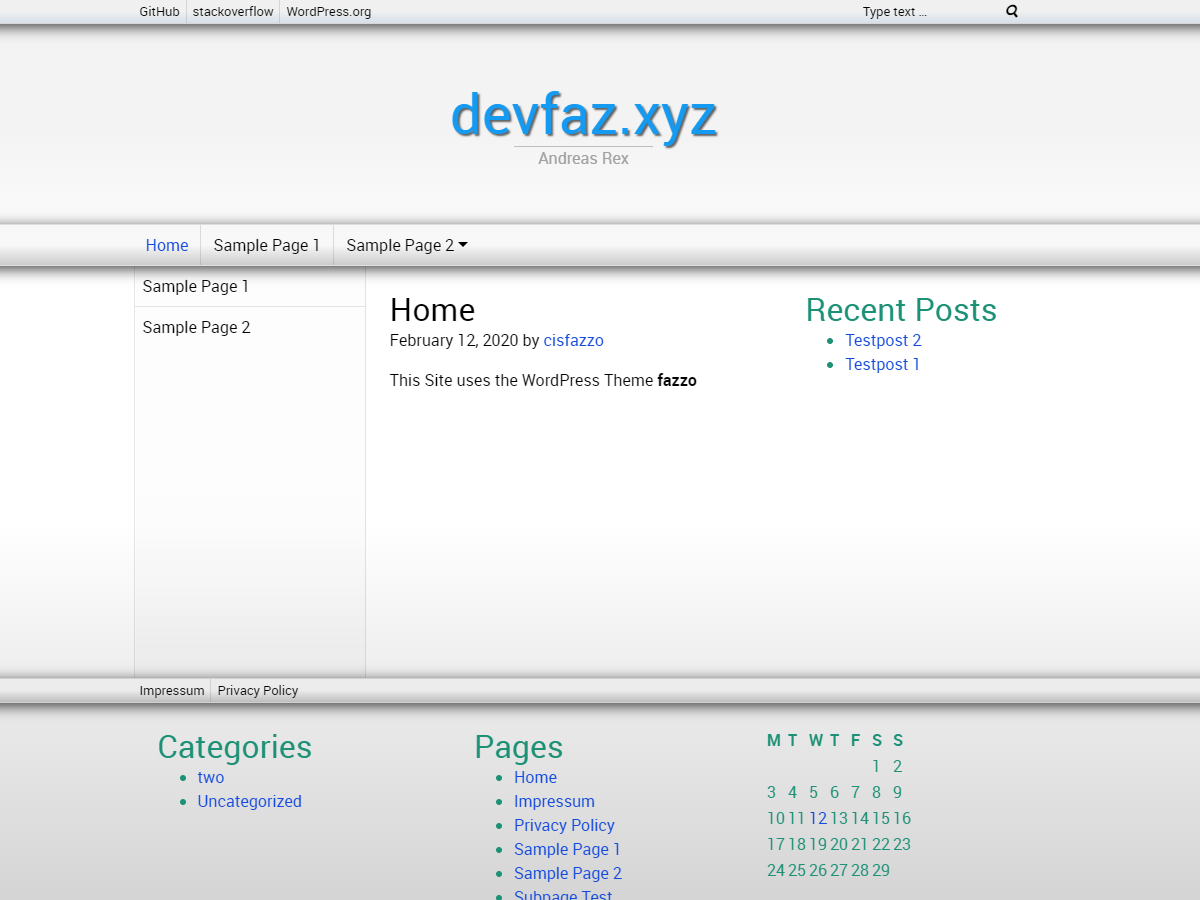 GitHub stackoverflow WordPress.org Type text ...
devfaz.xyz
Andreas Rex
Home Sample Page 1 Sample Page 2
Sample Page 1
Sample Page 2
Home
February 12, 2020 by cisfazzo
This Site uses the WordPress Theme fazzo
Recent Posts
Testpost 2
Testpost 1
Impressum Privacy Policy
Categories
two
Uncategorized
Pages
Home
Impressum
Privacy Policy
Sample Page 1
Sample Page 2
Subpage Test
M T W T F S S
1 2
3 4 5 6 7 8 9
10 11 12 13 14 15 16
17 18 19 20 21 22 23
24 25 26 27 28 29